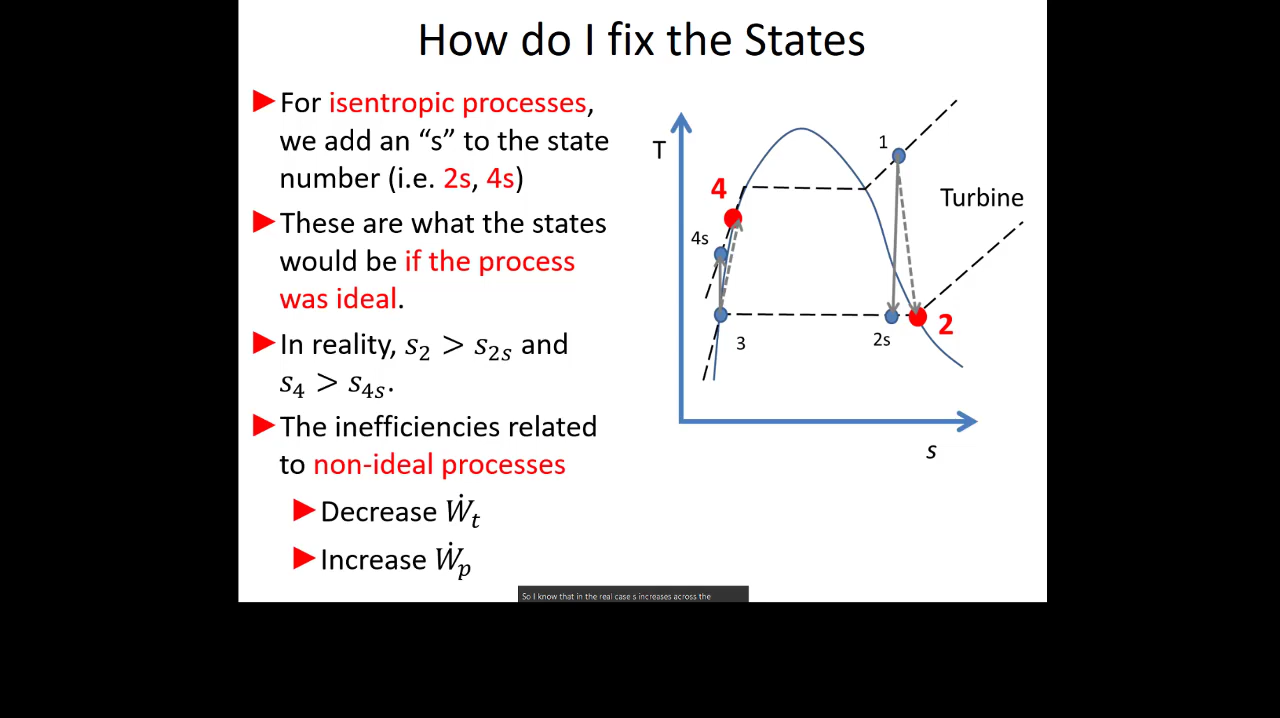 How do I fix the States
▶ For isentropic processes,
we add an “s” to the state
number (i.e. 2s, 4s)
▶ These are what the states
would be if the process
was ideal.
▶ In reality, s₂ > s₂ₛ and
s₄ > s₄ₛ.
▶ The inefficiencies related
to non-ideal processes
▶ Decrease Ẇₜ
▶ Increase Ẇₚ
T
1
4
Turbine
4s
2
3
2s
s
So I know that in the real case s increases across the